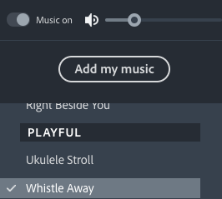 Music on
Add my music
Right Beside You
PLAYFUL
Ukulele Stroll
Whistle Away